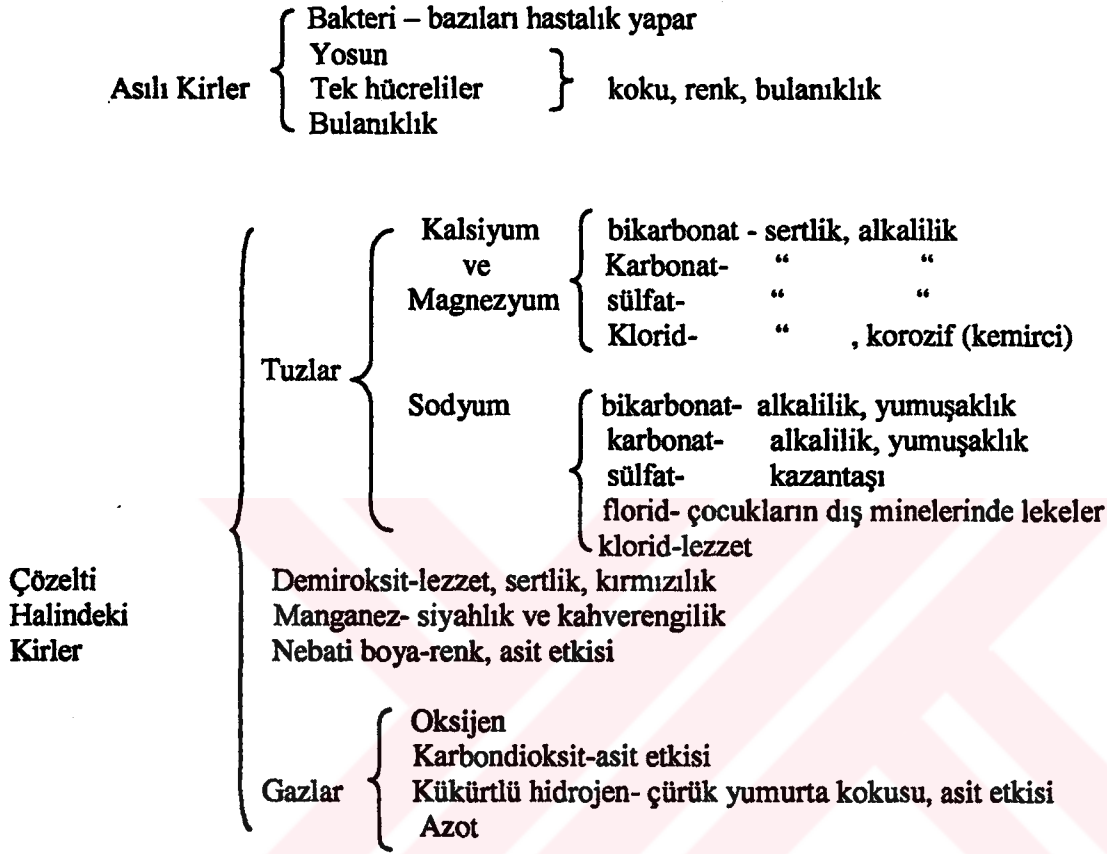 Bakteri – bazıları hastalık yapar
Yosun
Asılı Kirler Tek hücreliler koku, renk, bulanıklık
Bulanıklık
Kalsiyum bikarbonat - sertlik, alkalilik
ve Karbonat- “ “
Magnezyum sülfat- “ “
Klorid- “ , korozif (kemirci)
Tuzlar
Sodyum bikarbonat- alkalilik, yumuşaklık
karbonat- alkalilik, yumuşaklık
sülfat- kazantaşı
florid- çocukların dış minelerinde lekeler
klorid-lezzet
Çözelti Demiroksit-lezzet, sertlik, kırmızılık
Halindeki Manganez- siyahlık ve kahverengilik
Kirler Nebati boya-renk, asit etkisi
Oksijen
Karbondioksit-asit etkisi
Gazlar Kükürtlü hidrojen- çürük yumurta kokusu, asit etkisi
Azot